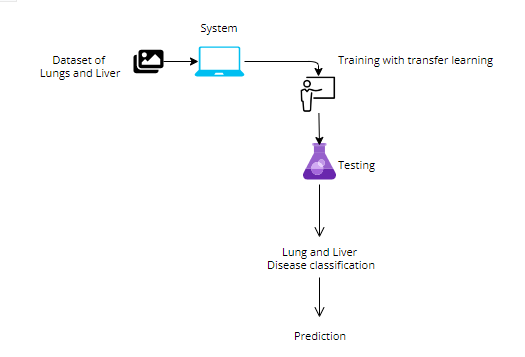 System
Dataset of
Lungs and Liver
Training with transfer learning
Testing
Lung and Liver
Disease classification
Prediction